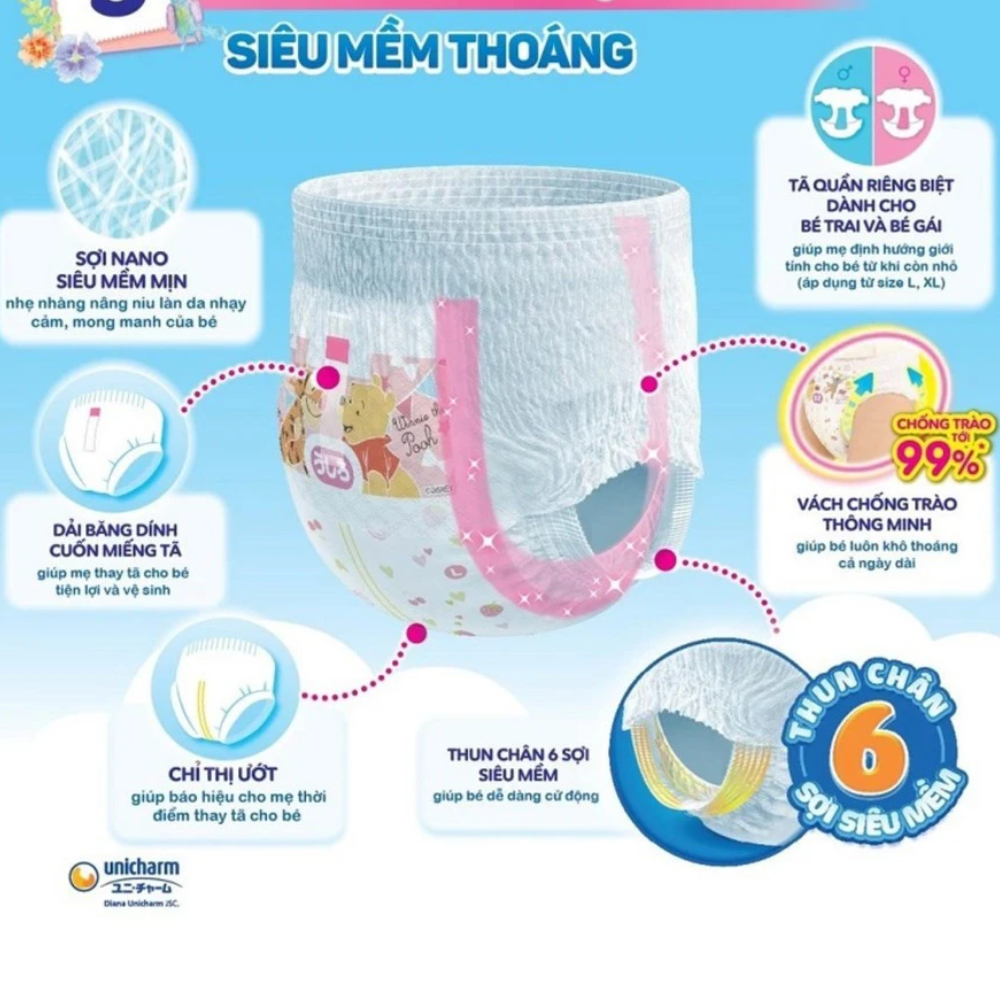 SIÊU MỀM THOÁNG
SỢI NANO
SIÊU MỀM MỊN
nhẹ nhàng nâng niu làn da nhạy
cảm, mong manh của bé
TÃ QUẦN RIÊNG BIỆT
DÀNH CHO
BÉ TRAI VÀ BÉ GÁI
giúp mẹ định hướng giới
tính cho bé từ khi còn nhỏ
(áp dụng từ size L, XL)
Winnie the
Pooh
うしろ
©DISNEY
L
DẢI BĂNG DÍNH
CUỐN MIẾNG TÃ
giúp mẹ thay tã cho bé
tiện lợi và vệ sinh
CHỐNG TRÀO
TỚI
99%
VÁCH CHỐNG TRÀO
THÔNG MINH
giúp bé luôn khô thoáng
cả ngày dài
CHỈ THỊ ƯỚT
giúp báo hiệu cho mẹ thời
điểm thay tã cho bé
THUN CHÂN 6 SỢI
SIÊU MỀM
giúp bé dễ dàng cử động
THUN CHÂN
6
SỢI SIÊU MỀM
unicharm
ユニ・チャーム
Diana Unicharm JSC.